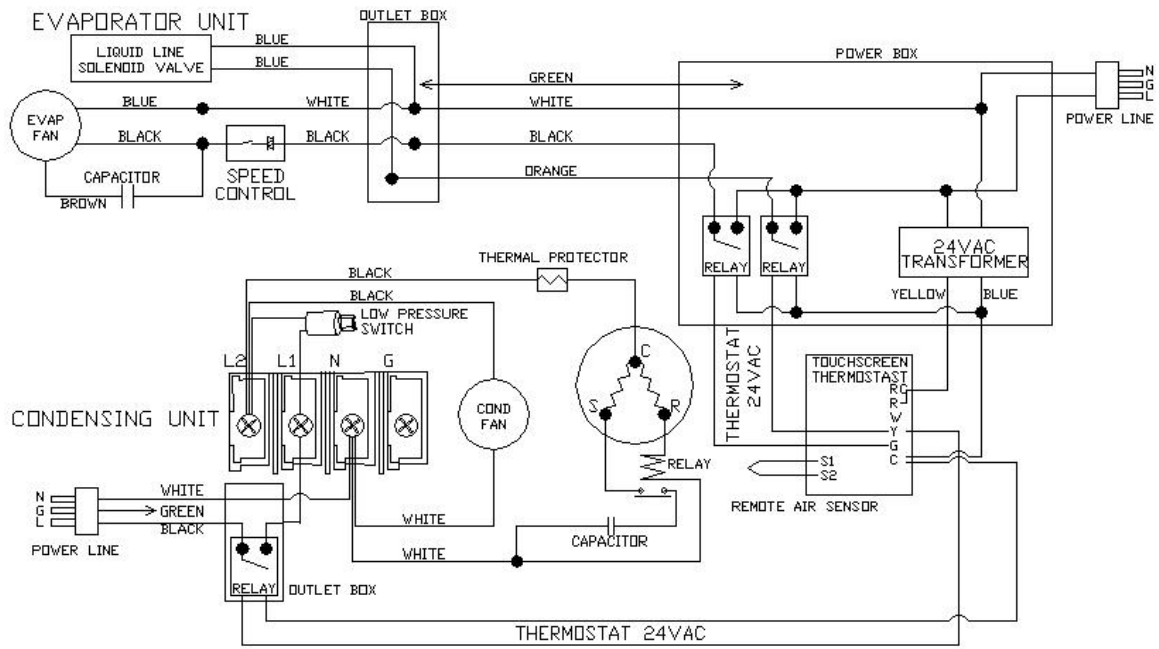 EVAPORATOR UNIT
OUTLET BOX
LIQUID LINE
SOLENOID VALVE
BLUE
BLUE
POWER BOX
GREEN
N
G
L
POWER LINE
EVAP
FAN
BLUE
WHITE
WHITE
BLACK
BLACK
BLACK
SPEED
CONTROL
CAPACITOR
BROWN
ORANGE
RELAY
RELAY
24VAC
TRANSFORMER
YELLOW
BLUE
THERMAL PROTECTOR
BLACK
BLACK
LOW PRESSURE
SWITCH
L2
L1
N
G
CONDENSING UNIT
COND
FAN
C
S
R
RELAY
CAPACITOR
THERMOSTAT
24VAC
TOUCHSCREEN
THERMOSTAST
RC
R
W
Y
G
C
S1
S2
REMOTE AIR SENSOR
N
G
L
POWER LINE
WHITE
GREEN
BLACK
WHITE
WHITE
RELAY
OUTLET BOX
THERMOSTAT 24VAC